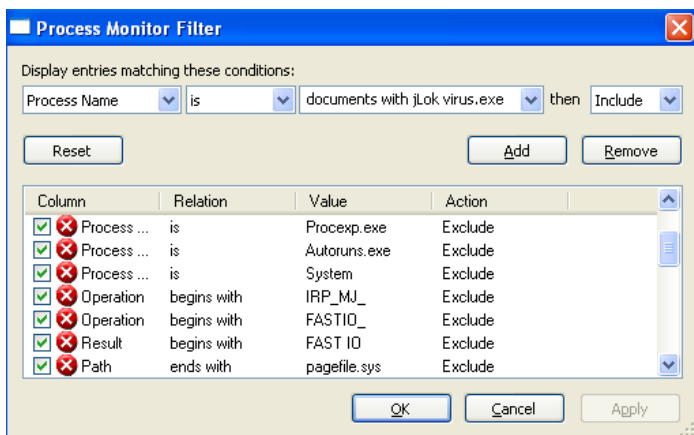 Process Monitor Filter
Display entries matching these conditions:
Process Name is documents with jLok virus.exe then Include
Reset Add Remove
Column Relation Value Action
Process ... is Procexp.exe Exclude
Process ... is Autoruns.exe Exclude
Process ... is System Exclude
Operation begins with IRP_MJ_ Exclude
Operation begins with FASTIO_ Exclude
Result begins with FAST IO Exclude
Path ends with pagefile.sys Exclude
OK Cancel Apply